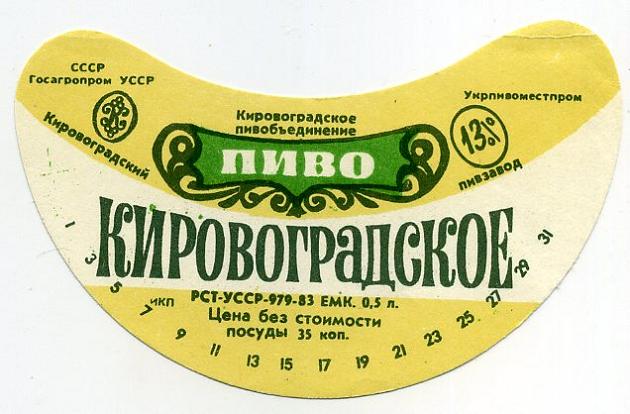 СССР
Госагропром УССР
Кировоградский
Кировоградское
пивобъединение
Укрпивоместпром
13%
пивзавод
ПИВО
КИРОВОГРАДСКОЕ
ИКП
РСТ-УССР-979-83 ЕМК. 0,5 л.
Цена без стоимости
посуды 35 коп.
1 3 5 7 9 11 13 15 17 19 21 23 25 27 29 31